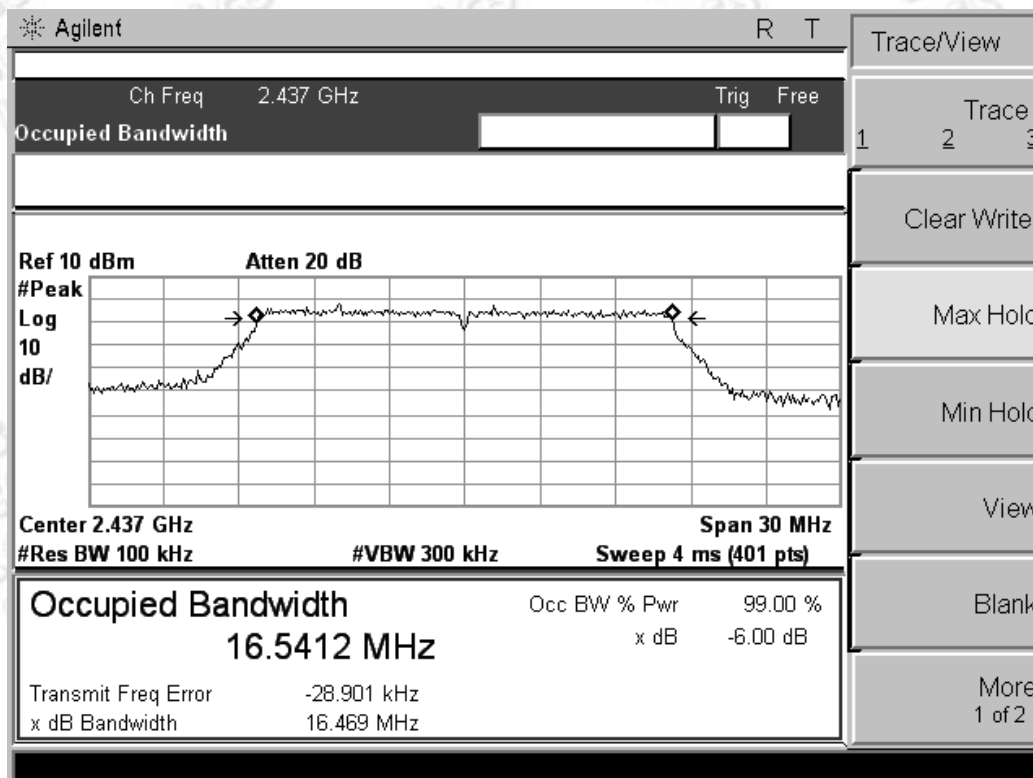 Agilent R T
Ch Freq 2.437 GHz Trig Free
Occupied Bandwidth
Ref 10 dBm Atten 20 dB
#Peak
Log
10
dB/
Center 2.437 GHz Span 30 MHz
#Res BW 100 kHz #VBW 300 kHz Sweep 4 ms (401 pts)
Occupied Bandwidth Occ BW % Pwr 99.00 %
16.5412 MHz x dB -6.00 dB
Transmit Freq Error -28.901 kHz
x dB Bandwidth 16.469 MHz
Trace/View
Trace
1 2 3
Clear Write
Max Hold
Min Hold
View
Blank
More
1 of 2